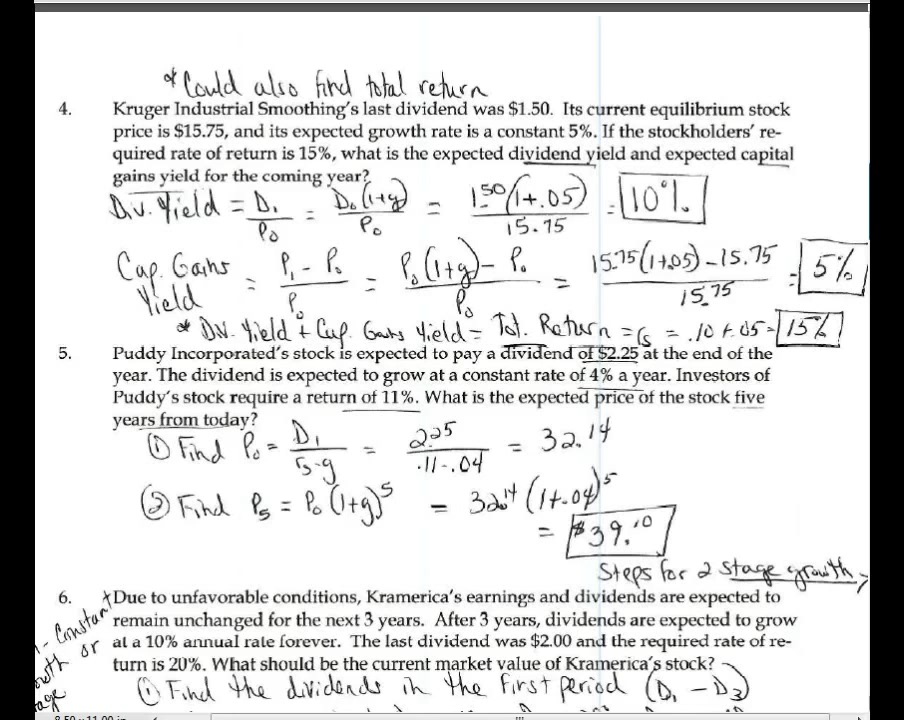 * Could also find total return
4. Kruger Industrial Smoothing's last dividend was $1.50. Its current equilibrium stock
price is $15.75, and its expected growth rate is a constant 5%. If the stockholders' re-
quired rate of return is 15%, what is the expected dividend yield and expected capital
gains yield for the coming year?
Div. Yield = D₁/P₀ = D₀(1+g)/P₀ = 1.50(1+.05)/15.75 = 10%
Cap. Gains Yield = P₁ - P₀/P₀ = P₀(1+g) - P₀/P₀ = 15.75(1+.05) - 15.75/15.75 = 5%
* Div. Yield + Cap. Gains Yield = Tot. Return = rs = .10 + .05 = 15%
5. Puddy Incorporated's stock is expected to pay a dividend of $2.25 at the end of the
year. The dividend is expected to grow at a constant rate of 4% a year. Investors of
Puddy's stock require a return of 11%. What is the expected price of the stock five
years from today?
① Find P₀ = D₁/rs-g = 2.25/.11-.04 = 32.14
② Find P₅ = P₀(1+g)⁵ = 32.14(1+.04)⁵
= $39.10
Steps for 2 stage growth
6. Due to unfavorable conditions, Kramerica's earnings and dividends are expected to
remain unchanged for the next 3 years. After 3 years, dividends are expected to grow
at a 10% annual rate forever. The last dividend was $2.00 and the required rate of re-
turn is 20%. What should be the current market value of Kramerica's stock?
Constant
or
① Find the dividends in the first period (D₁ - D₃)
8.50 x 11.00 in